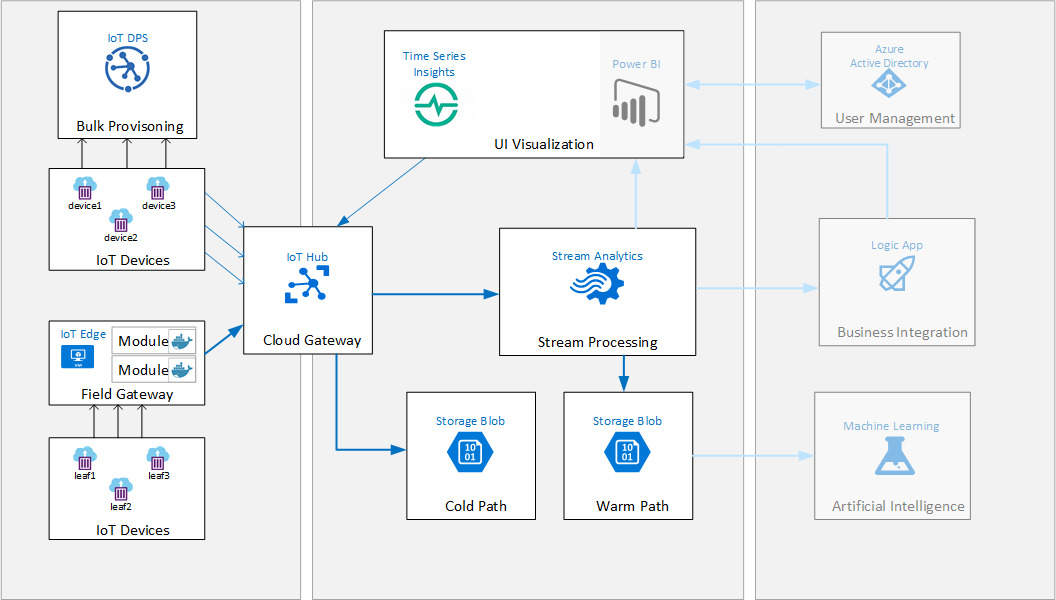 IoT DPS
Bulk Provisoning
device1
device3
device2
IoT Devices
IoT Edge
Module
Module
Field Gateway
leaf1
leaf3
leaf2
IoT Devices
IoT Hub
Cloud Gateway
Time Series
Insights
Power BI
UI Visualization
Stream Analytics
Stream Processing
Storage Blob
10
01
Cold Path
Storage Blob
10
01
Warm Path
Azure
Active Directory
User Management
Logic App
Business Integration
Machine Learning
Artificial Intelligence